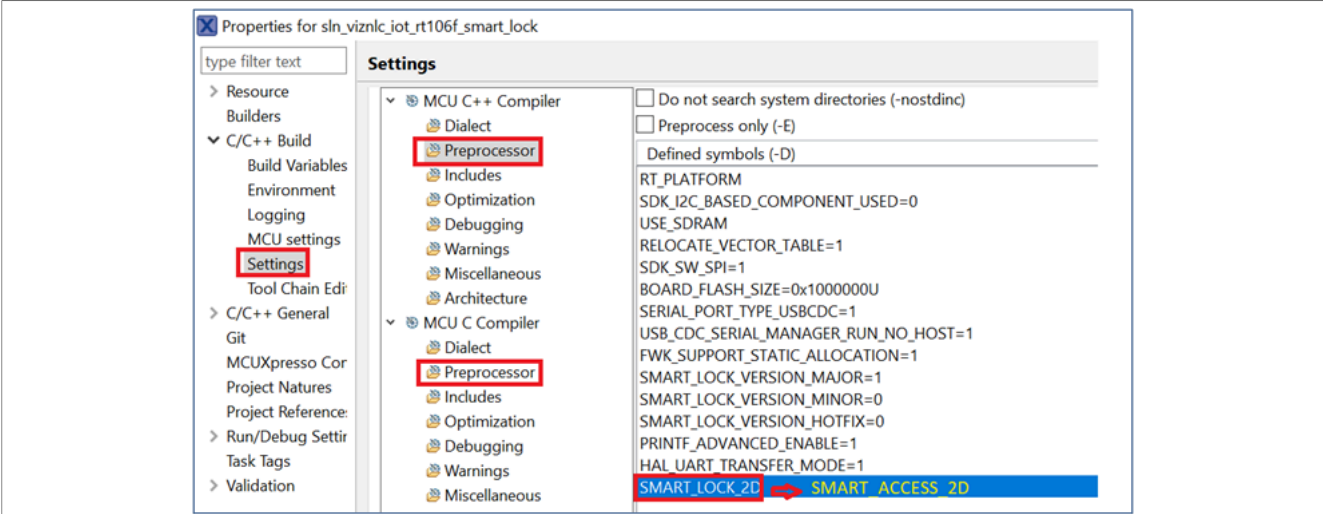 Properties for sln_viznlc_iot_rt106f_smart_lock
type filter text
Resource
Builders
C/C++ Build
Build Variables
Environment
Logging
MCU settings
Settings
Tool Chain Edi
C/C++ General
Git
MCUXpresso Cor
Project Natures
Project References
Run/Debug Settir
Task Tags
Validation
Settings
MCU C++ Compiler
Dialect
Preprocessor
Includes
Optimization
Debugging
Warnings
Miscellaneous
Architecture
MCU C Compiler
Dialect
Preprocessor
Includes
Optimization
Debugging
Warnings
Miscellaneous
Do not search system directories (-nostdinc)
Preprocess only (-E)
Defined symbols (-D)
RT_PLATFORM
SDK_I2C_BASED_COMPONENT_USED=0
USE_SDRAM
RELOCATE_VECTOR_TABLE=1
SDK_SW_SPI=1
BOARD_FLASH_SIZE=0x1000000U
SERIAL_PORT_TYPE_USBCDC=1
USB_CDC_SERIAL_MANAGER_RUN_NO_HOST=1
FWK_SUPPORT_STATIC_ALLOCATION=1
SMART_LOCK_VERSION_MAJOR=1
SMART_LOCK_VERSION_MINOR=0
SMART_LOCK_VERSION_HOTFIX=0
PRINTF_ADVANCED_ENABLE=1
HAL_UART_TRANSFER_MODE=1
SMART_LOCK_2D SMART_ACCESS_2D